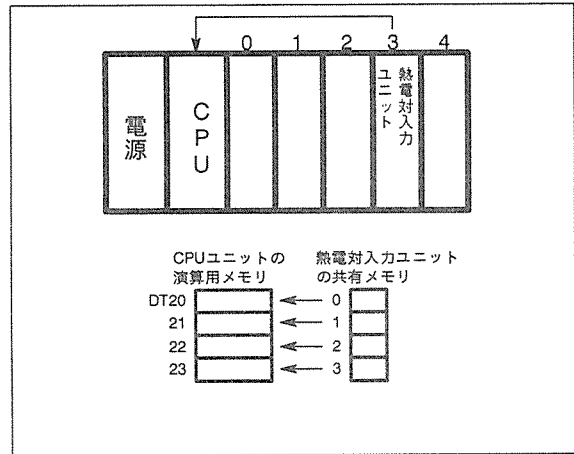 0 1 2 3 4
電源
CPU
熱電対入力
ユニット
CPUユニットの
演算用メモリ
熱電対入力ユニット
の共有メモリ
DT20 0
21 1
22 2
23 3